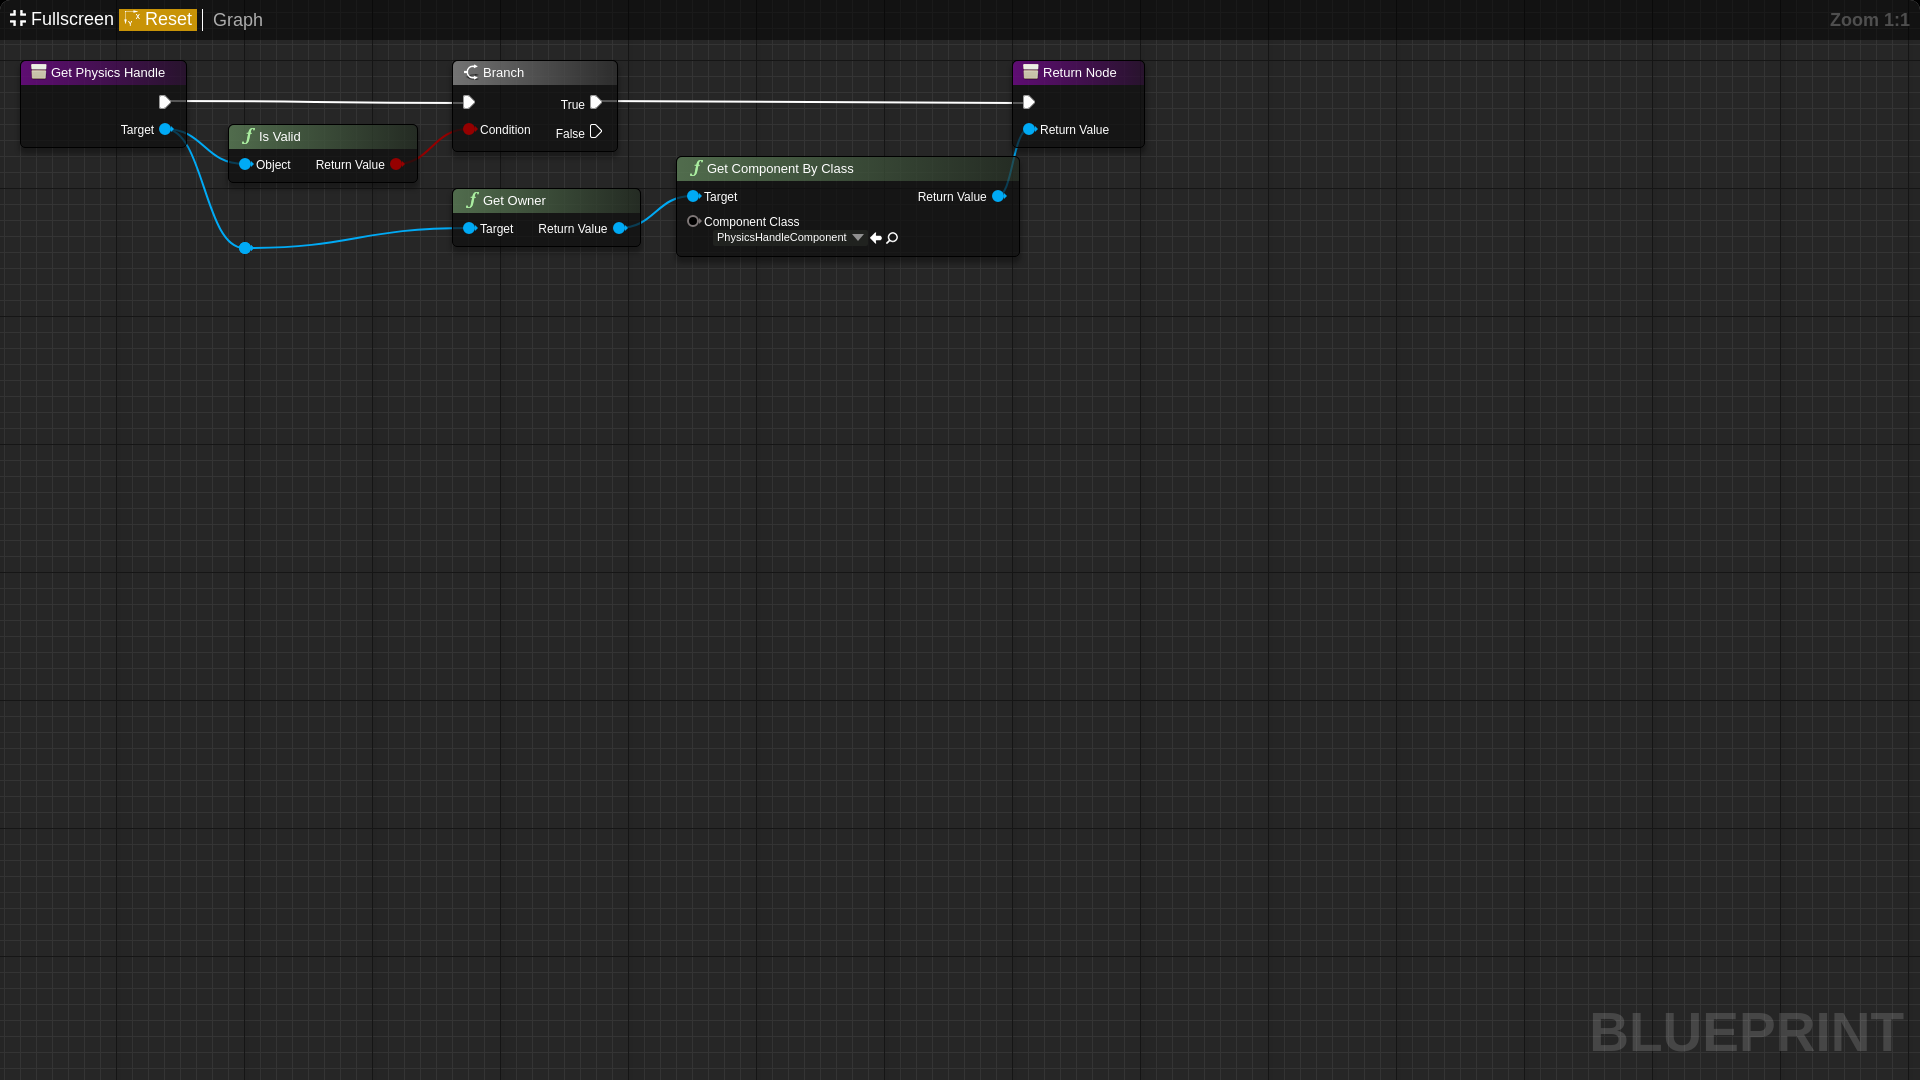 Fullscreen Reset Graph Zoom 1:1
Get Physics Handle
Target
Is Valid
Object Return Value
Branch
True
Condition
False
Get Owner
Target Return Value
Get Component By Class
Target Return Value
Component Class
PhysicsHandleComponent
Return Node
Return Value
BLUEPRINT